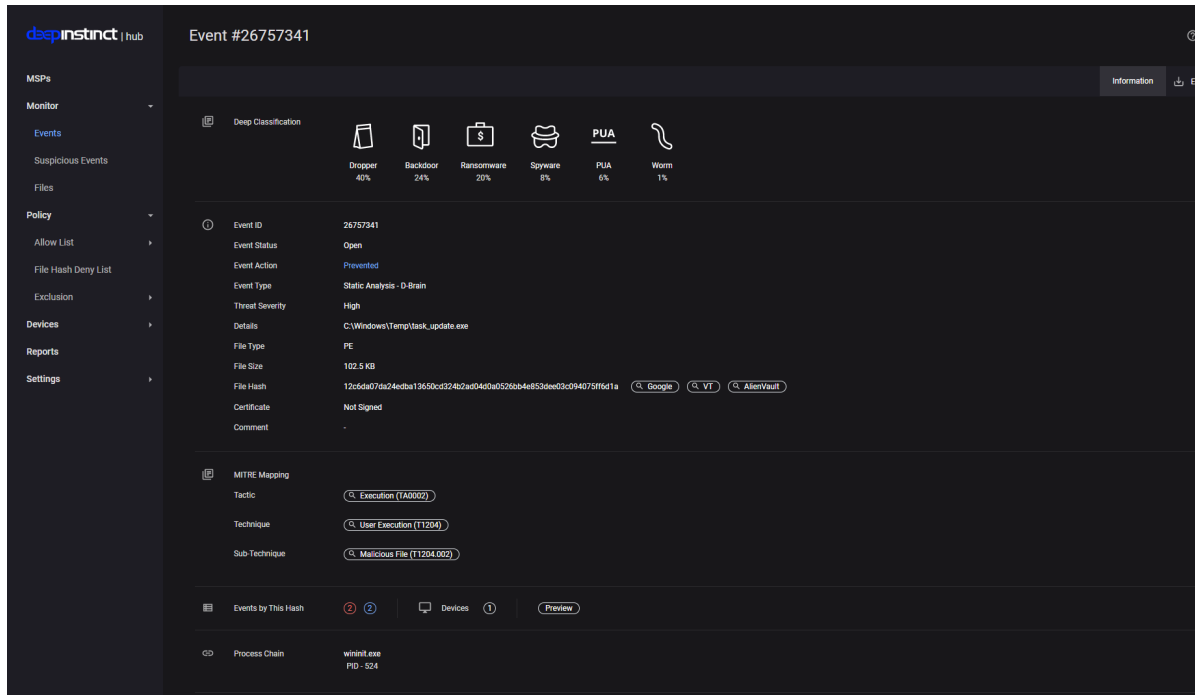 deepinstinct | hub
Event #26757341
MSPs
Monitor
Events
Suspicious Events
Files
Policy
Allow List
File Hash Deny List
Exclusion
Devices
Reports
Settings
Information
E
Deep Classification
$
PUA
Dropper Backdoor Ransomware Spyware PUA Worm
40% 24% 20% 8% 6% 1%
Event ID 26757341
Event Status Open
Event Action Prevented
Event Type Static Analysis - D-Brain
Threat Severity High
Details C:\Windows\Temp\task_update.exe
File Type PE
File Size 102.5 KB
File Hash 12c6da07da24edba13650cd324b2ad04d0a0526bb4e853dee03c094075ff6d1a Google VT AlienVault
Certificate Not Signed
Comment -
MITRE Mapping
Tactic Execution (TA0002)
Technique User Execution (T1204)
Sub-Technique Malicious File (T1204.002)
Events by This Hash 2 2 Devices 1 Preview
Process Chain wininit.exe
PID - 524